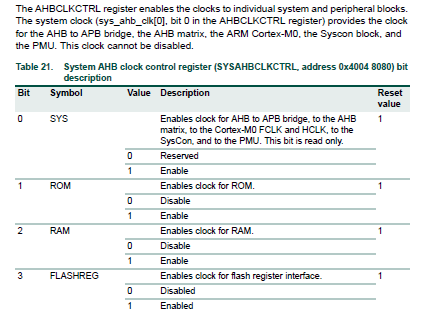 The AHBCLKCTRL register enables the clocks to individual system and peripheral blocks.
The system clock (sys_ahb_clk[0], bit 0 in the AHBCLKCTRL register) provides the clock
for the AHB to APB bridge, the AHB matrix, the ARM Cortex-M0, the Syscon block, and
the PMU. This clock cannot be disabled.
Table 21. System AHB clock control register (SYSAHBCLKCTRL, address 0x4004 8080) bit
description
Bit Symbol Value Description Reset
value
0 SYS Enables clock for AHB to APB bridge, to the AHB 1
matrix, to the Cortex-M0 FCLK and HCLK, to the
SysCon, and to the PMU. This bit is read only.
0 Reserved
1 Enable
1 ROM Enables clock for ROM. 1
0 Disable
1 Enable
2 RAM Enables clock for RAM. 1
0 Disable
1 Enable
3 FLASHREG Enables clock for flash register interface. 1
0 Disabled
1 Enabled